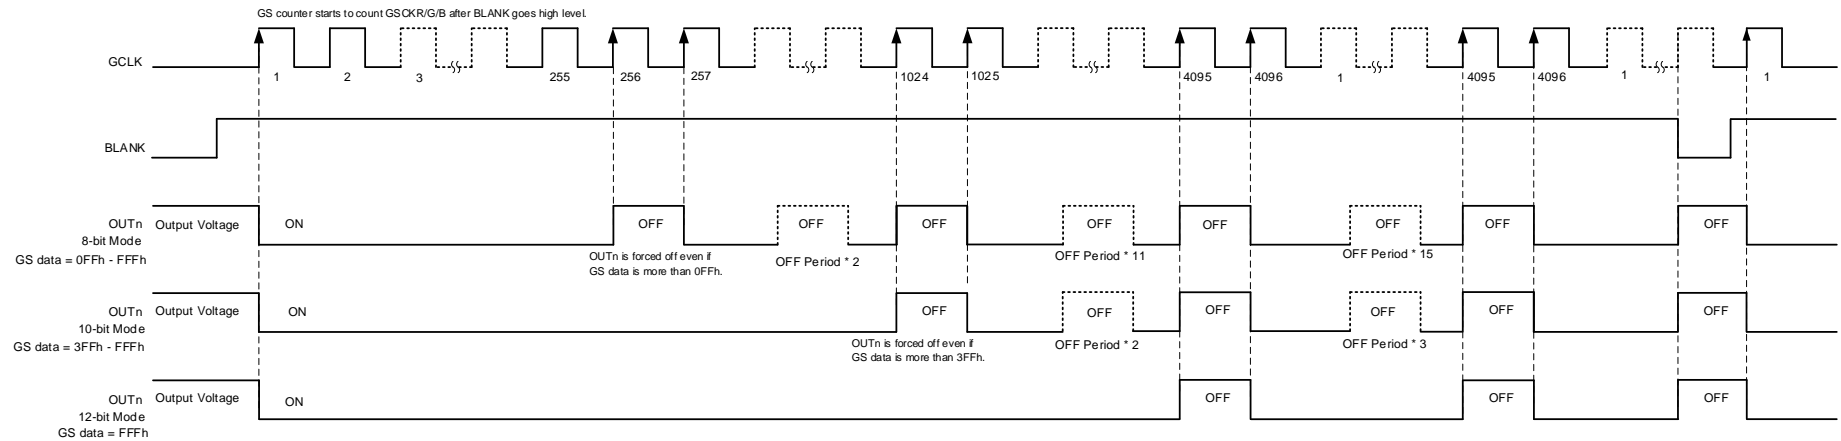 GS counter starts to count GSCKR/G/B after BLANK goes high level.
GCLK
1 2 3 255 256 257 1024 1025 4095 4096 1 4095 4096 1 1
BLANK
OUTn
8-bit Mode
GS data = 0FFh - FFFh
Output Voltage ON OFF OFF OFF OFF OFF OFF OFF OFF
OUTn is forced off even if
GS data is more than 0FFh.
OFF Period * 2
OFF Period * 11
OFF Period * 15
OUTn
10-bit Mode
GS data = 3FFh - FFFh
Output Voltage ON OFF OFF OFF OFF OFF OFF
OUTn is forced off even if
GS data is more than 3FFh.
OFF Period * 2
OFF Period * 3
OUTn
12-bit Mode
GS data = FFFh
Output Voltage ON OFF OFF OFF